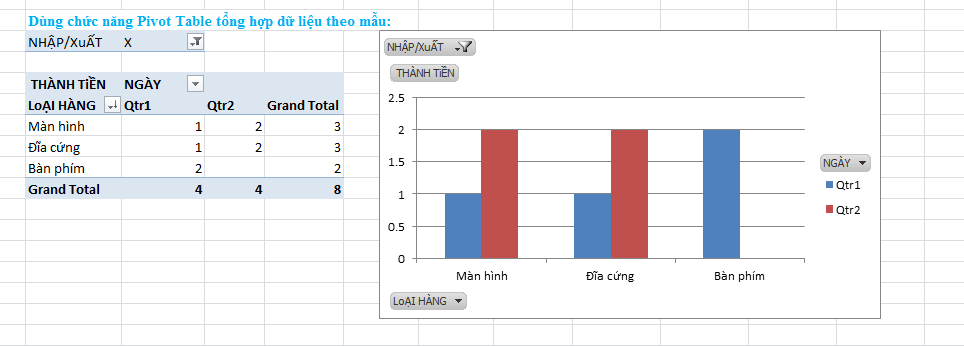 Dùng chức năng Pivot Table tổng hợp dữ liệu theo mẫu:
NHẬP/XuẤT X
THÀNH TiỀN NGÀY
LoẠI HÀNG Qtr1 Qtr2 Grand Total
Màn hình 1 2 3
Đĩa cứng 1 2 3
Bàn phím 2 2
Grand Total 4 4 8
NHẬP/XuẤT
THÀNH TiỀN
2.5
2
1.5
1
0.5
0
Màn hình Đĩa cứng Bàn phím
NGÀY
Qtr1
Qtr2
LoẠI HÀNG